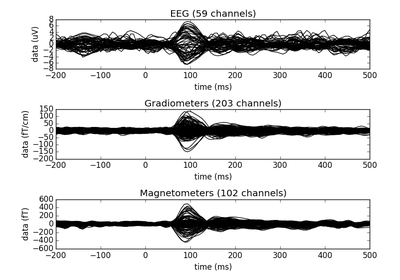 EEG (59 channels)
8
6
4
2
0
−2
−4
−6
−8
data (uV)
−200 −100 0 100 200 300 400 500
time (ms)
Gradiometers (203 channels)
150
100
50
0
−50
−100
−150
−200
data (fT/cm)
−200 −100 0 100 200 300 400 500
time (ms)
Magnetometers (102 channels)
600
400
200
0
−200
−400
−600
data (fT)
−200 −100 0 100 200 300 400 500
time (ms)